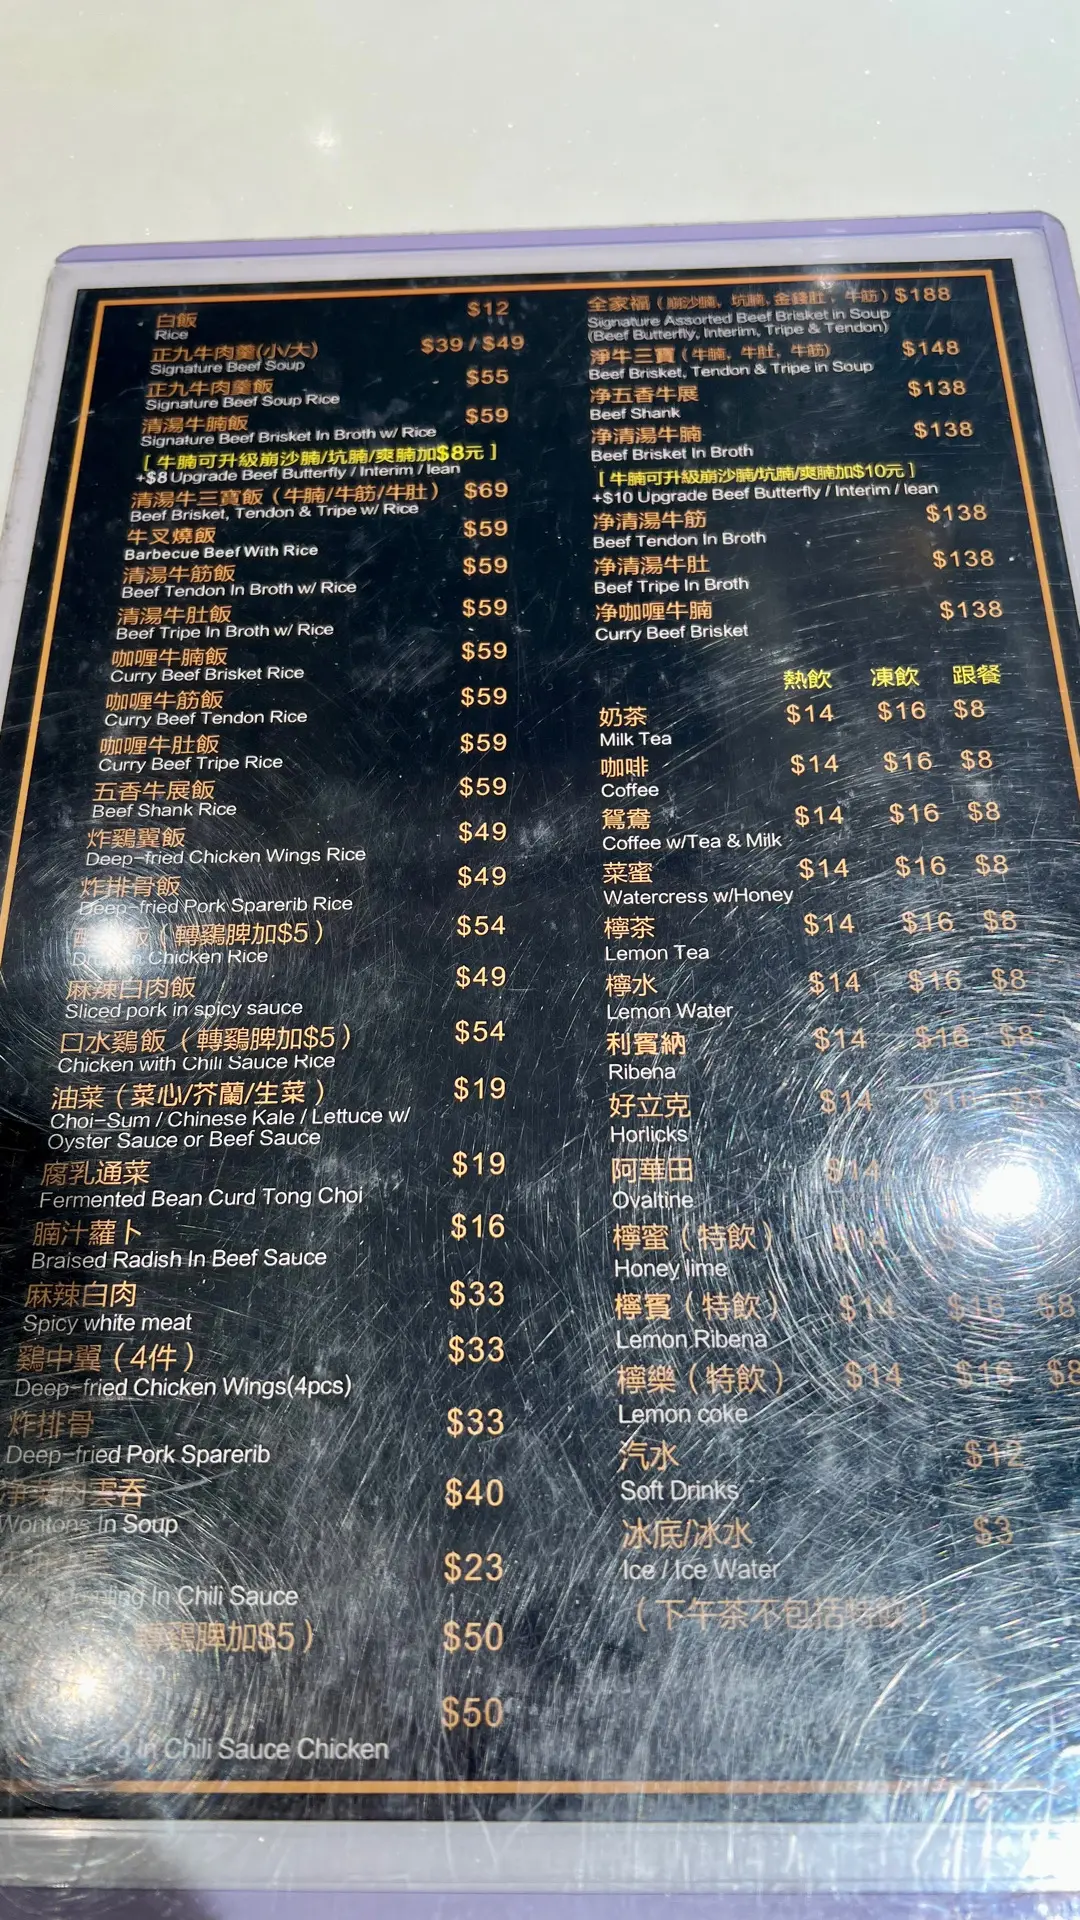 白飯 $12
Rice
正九牛肉羹(小/大) $39 / $49
Signature Beef Soup
正九牛肉羹飯 $55
Signature Beef Soup Rice
清湯牛腩飯 $59
Signature Beef Brisket In Broth w/ Rice
[ 牛腩可升級崩沙腩/坑腩/爽腩加$8元 ]
+$8 Upgrade Beef Butterfly / Interim / lean
清湯牛三寶飯 ( 牛腩/牛筋/牛肚 ) $69
Beef Brisket, Tendon & Tripe w/ Rice
牛叉燒飯 $59
Barbecue Beef With Rice
清湯牛筋飯 $59
Beef Tendon In Broth w/ Rice
清湯牛肚飯 $59
Beef Tripe In Broth w/ Rice
咖喱牛腩飯 $59
Curry Beef Brisket Rice
咖喱牛筋飯 $59
Curry Beef Tendon Rice
咖喱牛肚飯 $59
Curry Beef Tripe Rice
五香牛展飯 $59
Beef Shank Rice
炸鷄翼飯 $49
Deep-fried Chicken Wings Rice
炸排骨飯 $49
Deep-fried Pork Sparerib Rice
飯 ( 轉鷄脾加$5 ) $54
Chicken Rice
麻辣白肉飯 $49
Sliced pork in spicy sauce
口水鷄飯 ( 轉鷄脾加$5 ) $54
Chicken with Chili Sauce Rice
油菜 ( 菜心/芥蘭/生菜 ) $19
Choi-Sum / Chinese Kale / Lettuce w/
Oyster Sauce or Beef Sauce
腐乳通菜 $19
Fermented Bean Curd Tong Choi
腩汁蘿卜 $16
Braised Radish In Beef Sauce
麻辣白肉 $33
Spicy white meat
鷄中翼 ( 4件 ) $33
Deep-fried Chicken Wings(4pcs)
炸排骨 $33
Deep-fried Pork Sparerib
雲吞 $40
Wontons In Soup
$23
In Chili Sauce
鷄脾加$5 ) $50
$50
In Chili Sauce Chicken
全家福 ( 崩沙腩, 坑腩, 金錢肚, 牛筋 ) $188
Signature Assorted Beef Brisket in Soup
(Beef Butterfly, Interim, Tripe & Tendon)
淨牛三寶 ( 牛腩, 牛肚, 牛筋) $148
Beef Brisket, Tendon & Tripe in Soup
净五香牛展 $138
Beef Shank
净清湯牛腩 $138
Beef Brisket In Broth
[ 牛腩可升級崩沙腩/坑腩/爽腩加$10元 ]
+$10 Upgrade Beef Butterfly / Interim / lean
净清湯牛筋 $138
Beef Tendon In Broth
净清湯牛肚 $138
Beef Tripe In Broth
净咖喱牛腩 $138
Curry Beef Brisket
熱飲 凍飲 跟餐
奶茶 $14 $16 $8
Milk Tea
咖啡 $14 $16 $8
Coffee
鴛鴦 $14 $16 $8
Coffee w/Tea & Milk
菜蜜 $14 $16 $8
Watercress w/Honey
檸茶 $14 $16 $8
Lemon Tea
檸水 $14 $16 $8
Lemon Water
利賓納 $14 $16 $8
Ribena
好立克 $14
Horlicks
阿華田 $14
Ovaltine
檸蜜 ( 特飲 ) $14
Honey lime
檸賓 ( 特飲 ) $14 $16 $8
Lemon Ribena
檸樂 ( 特飲 ) $14 $16 $8
Lemon coke
汽水 $12
Soft Drinks
冰底/冰水 $3
Ice / Ice Water
( 下午茶不包括特飲 )